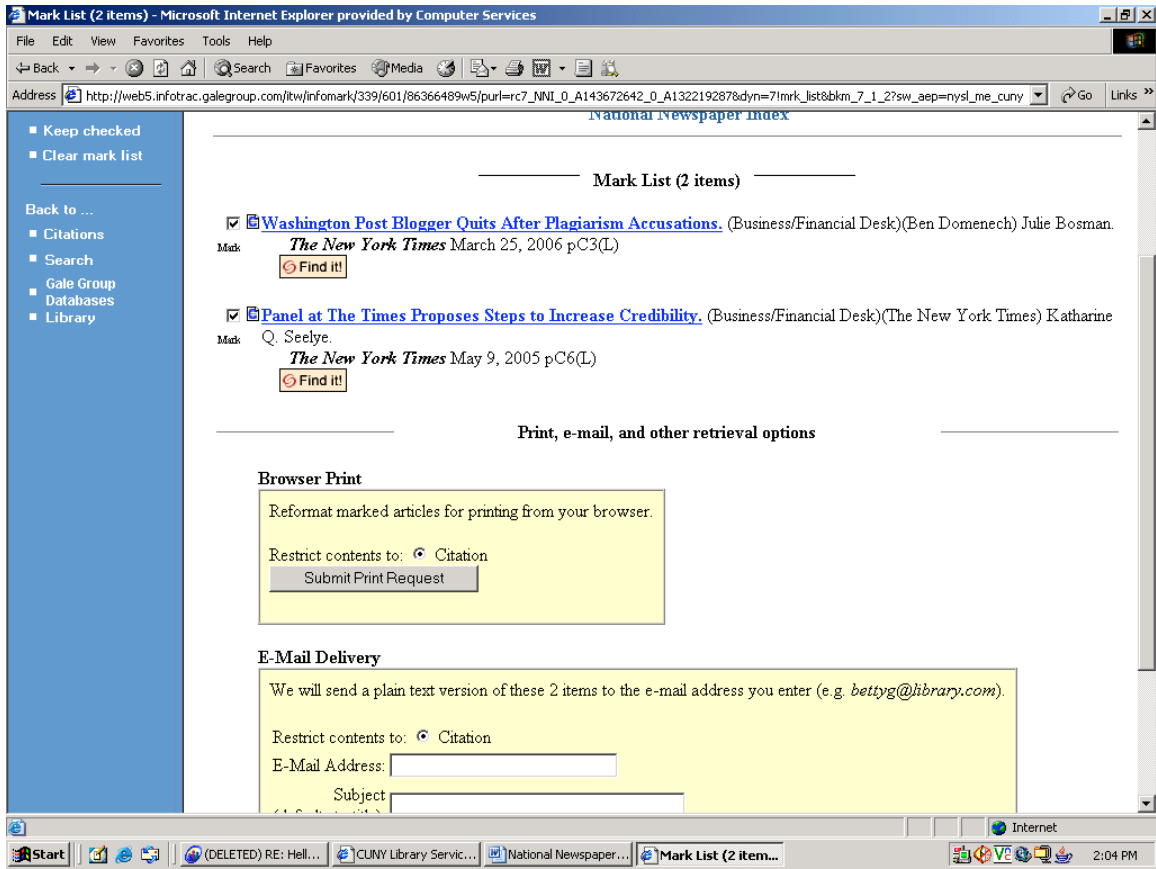 Mark List (2 items) - Microsoft Internet Explorer provided by Computer Services
File Edit View Favorites Tools Help
Back Search Favorites Media
Address http://web5.infotrac.galegroup.com/itw/infomark/339/601/86366489w5/purl=rc7_NNI_0_A143672642_0_A132219287&dyn=7!mrk_list&bkm_7_1_2?sw_aep=nysl_me_cuny Go Links »
National Newspaper Index
Keep checked
Clear mark list
Back to ...
Citations
Search
Gale Group
Databases
Library
Mark List (2 items)
Washington Post Blogger Quits After Plagiarism Accusations. (Business/Financial Desk)(Ben Domenech) Julie Bosman.
Mark The New York Times March 25, 2006 pC3(L)
Find it!
Panel at The Times Proposes Steps to Increase Credibility. (Business/Financial Desk)(The New York Times) Katharine
Mark Q. Seelye.
The New York Times May 9, 2005 pC6(L)
Find it!
Print, e-mail, and other retrieval options
Browser Print
Reformat marked articles for printing from your browser.
Restrict contents to: Citation
Submit Print Request
E-Mail Delivery
We will send a plain text version of these 2 items to the e-mail address you enter (e.g. bettyg@library.com).
Restrict contents to: Citation
E-Mail Address:
Subject
Internet
Start (DELETED) RE: Hell... CUNY Library Servic... National Newspaper... Mark List (2 item... 2:04 PM